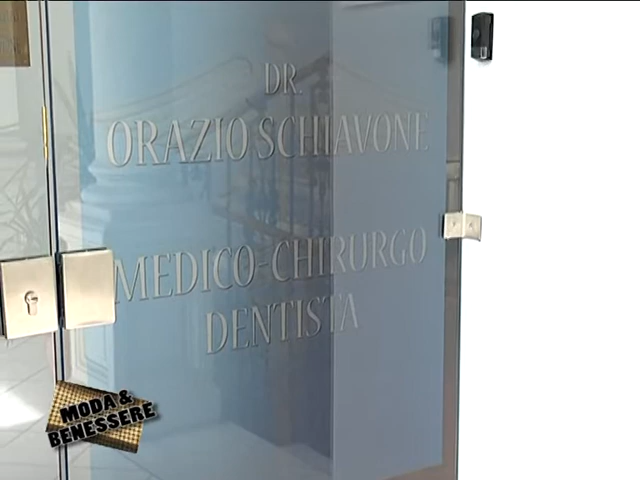 DR.
ORAZIO SCHIAVONE
MEDICO-CHIRURGO
DENTISTA
MODA &
BENESSERE